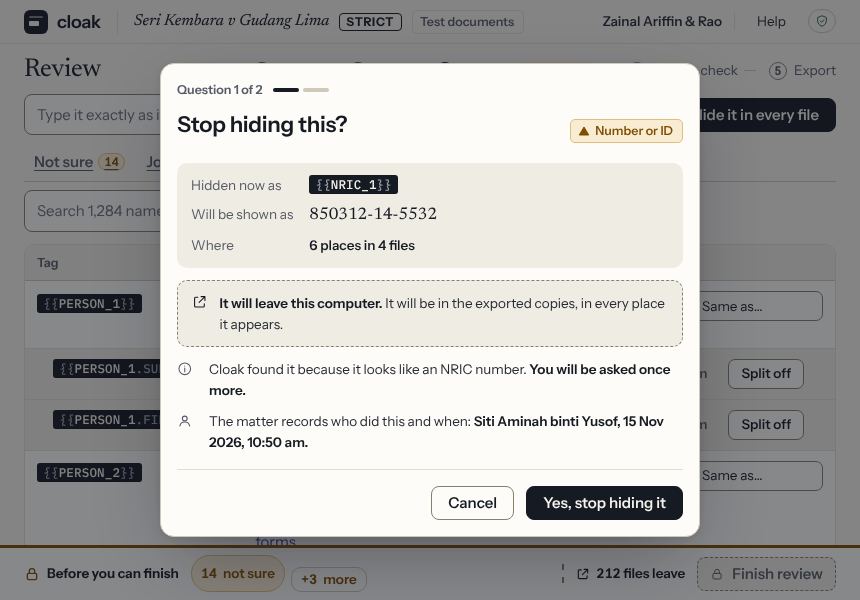 cloak
Seri Kembara v Gudang Lima
STRICT
Test documents
Zainal Ariffin & Rao
Help
Review
check
5 Export
Type it exactly as i
lide it in every file
Not sure 14
Jo
Search 1,284 name
Tag
{{PERSON_1}}
Same as...
{{PERSON_1.SU
Split off
{{PERSON_1.FI
Split off
{{PERSON_2}}
Same as...
forms
Question 1 of 2
Stop hiding this?
Number or ID
Hidden now as {{NRIC_1}}
Will be shown as 850312-14-5532
Where 6 places in 4 files
It will leave this computer. It will be in the exported copies, in every place
it appears.
Cloak found it because it looks like an NRIC number. You will be asked once
more.
The matter records who did this and when: Siti Aminah binti Yusof, 15 Nov
2026, 10:50 am.
Cancel
Yes, stop hiding it
Before you can finish
14 not sure
+3 more
212 files leave
Finish review